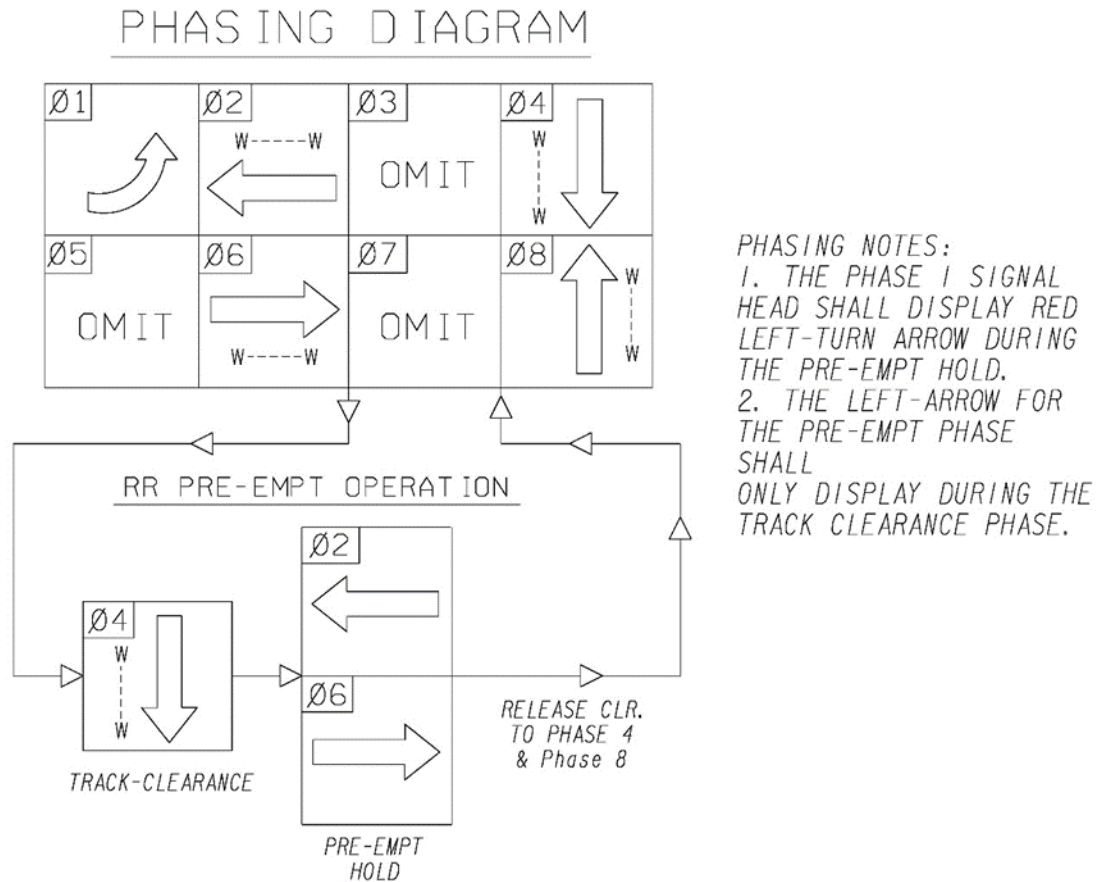 PHASING DIAGRAM
Ø1
Ø2
W-----W
Ø3
OMIT
Ø4
W
W
Ø5
OMIT
Ø6
W-----W
Ø7
OMIT
Ø8
W
W
PHASING NOTES:
1. THE PHASE 1 SIGNAL
HEAD SHALL DISPLAY RED
LEFT-TURN ARROW DURING
THE PRE-EMPT HOLD.
2. THE LEFT-ARROW FOR
THE PRE-EMPT PHASE
SHALL
ONLY DISPLAY DURING THE
TRACK CLEARANCE PHASE.
RR PRE-EMPT OPERATION
Ø4
W
W
TRACK-CLEARANCE
Ø2
Ø6
PRE-EMPT
HOLD
RELEASE CLR.
TO PHASE 4
& Phase 8